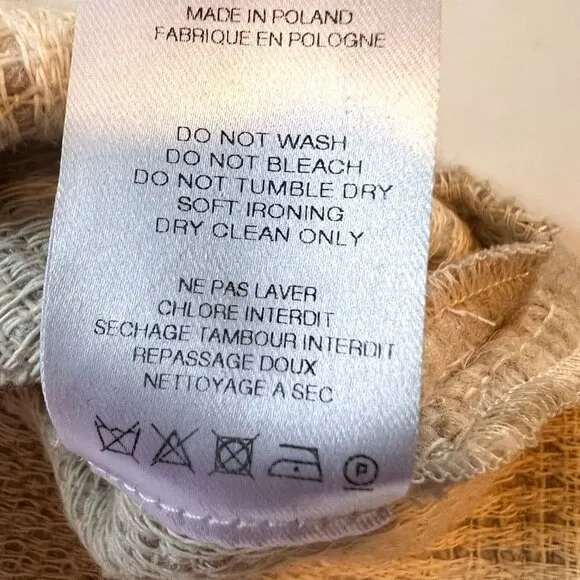 MADE IN POLAND
FABRIQUE EN POLOGNE
DO NOT WASH
DO NOT BLEACH
DO NOT TUMBLE DRY
SOFT IRONING
DRY CLEAN ONLY
NE PAS LAVER
CHLORE INTERDIT
SECHAGE TAMBOUR INTERDIT
REPASSAGE DOUX
NETTOYAGE A SEC
P